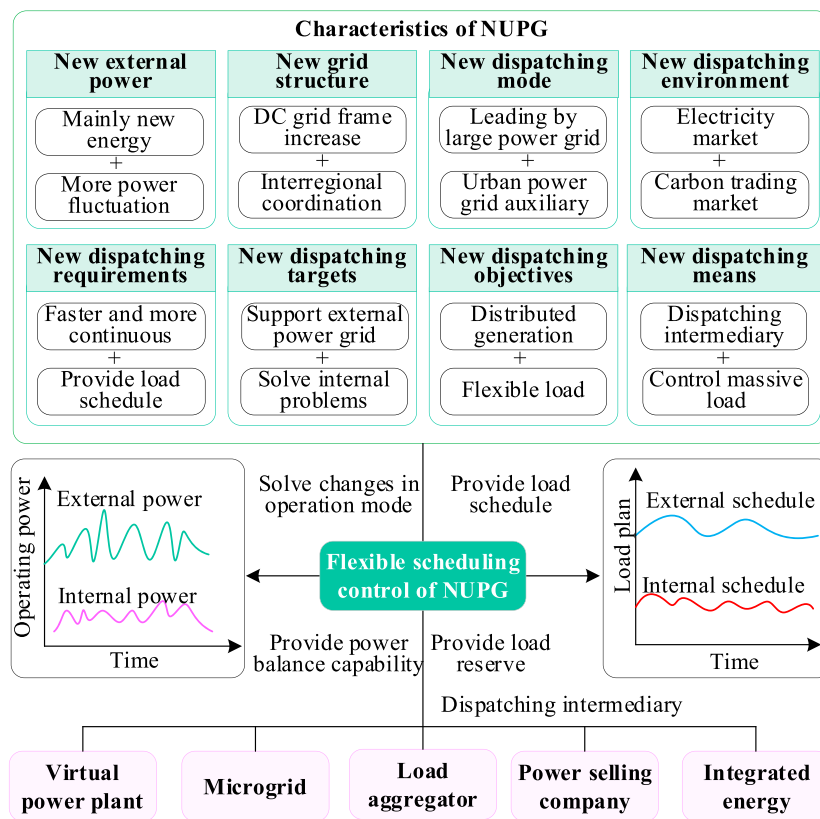 Characteristics of NUPG
New external
power
Mainly new
energy
+
More power
fluctuation
New grid
structure
DC grid frame
increase
+
Interregional
coordination
New dispatching
mode
Leading by
large power grid
+
Urban power
grid auxiliary
New dispatching
environment
Electricity
market
+
Carbon trading
market
New dispatching
requirements
Faster and more
continuous
+
Provide load
schedule
New dispatching
targets
Support external
power grid
+
Solve internal
problems
New dispatching
objectives
Distributed
generation
+
Flexible load
New dispatching
means
Dispatching
intermediary
+
Control massive
load
Operating power
External power
Internal power
Time
Solve changes in
operation mode
Provide load
schedule
Flexible scheduling
control of NUPG
Provide power
balance capability
Provide load
reserve
Load plan
External schedule
Internal schedule
Time
Dispatching intermediary
Virtual
power plant
Microgrid
Load
aggregator
Power selling
company
Integrated
energy